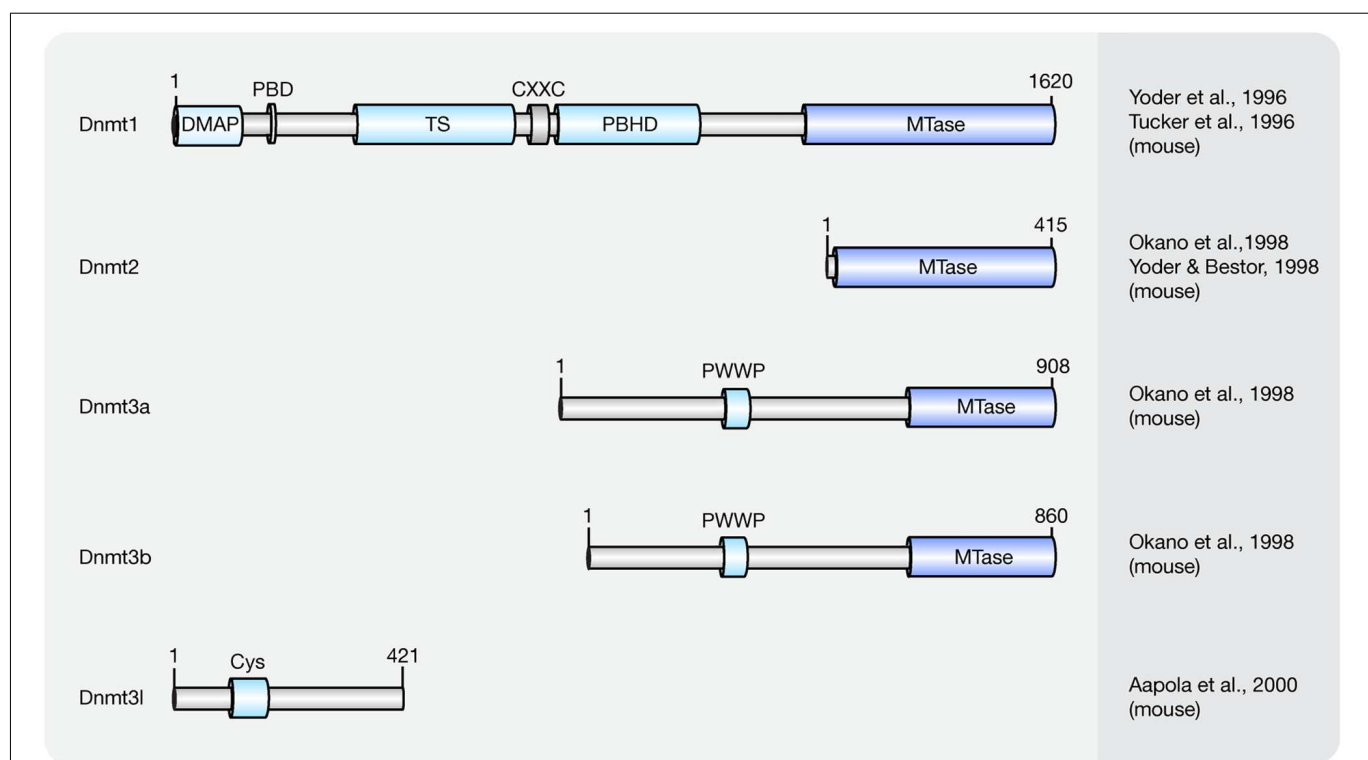 1 1620
PBD CXXC
Dnmt1 DMAP TS PBHD MTase
Yoder et al., 1996
Tucker et al., 1996
(mouse)
1 415
Dnmt2 MTase
Okano et al.,1998
Yoder & Bestor, 1998
(mouse)
1 908
PWWP
Dnmt3a MTase
Okano et al., 1998
(mouse)
1 860
PWWP
Dnmt3b MTase
Okano et al., 1998
(mouse)
1 421
Cys
Dnmt3l
Aapola et al., 2000
(mouse)